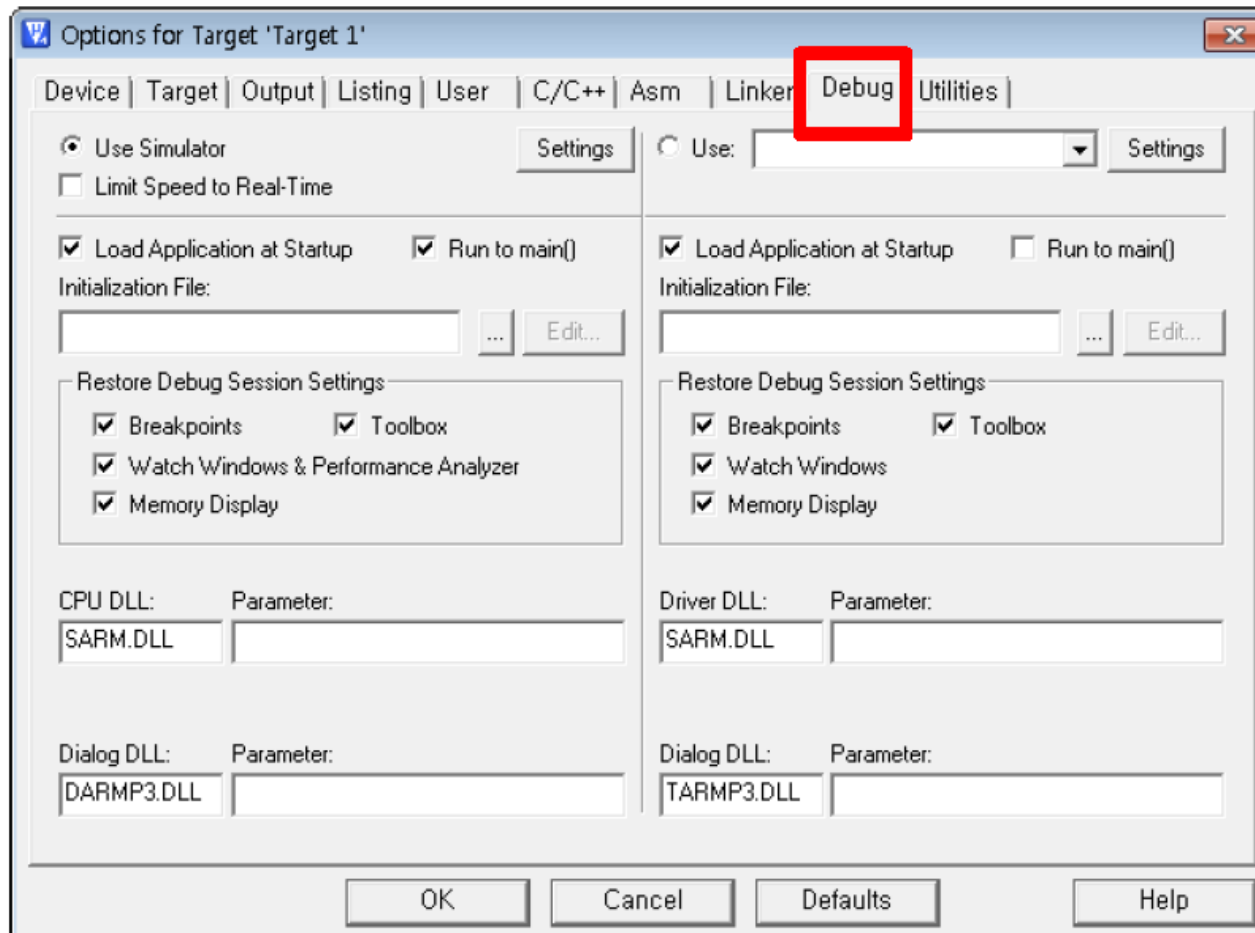 Options for Target 'Target 1'
Device Target Output Listing User C/C++ Asm Linker Debug Utilities
Use Simulator Settings Use: Settings
Limit Speed to Real-Time
Load Application at Startup Run to main() Load Application at Startup Run to main()
Initialization File: Initialization File:
... Edit... ... Edit...
Restore Debug Session Settings Restore Debug Session Settings
Breakpoints Toolbox Breakpoints Toolbox
Watch Windows & Performance Analyzer Watch Windows
Memory Display Memory Display
CPU DLL: Parameter: Driver DLL: Parameter:
SARM.DLL SARM.DLL
Dialog DLL: Parameter: Dialog DLL: Parameter:
DARMP3.DLL TARMP3.DLL
OK Cancel Defaults Help